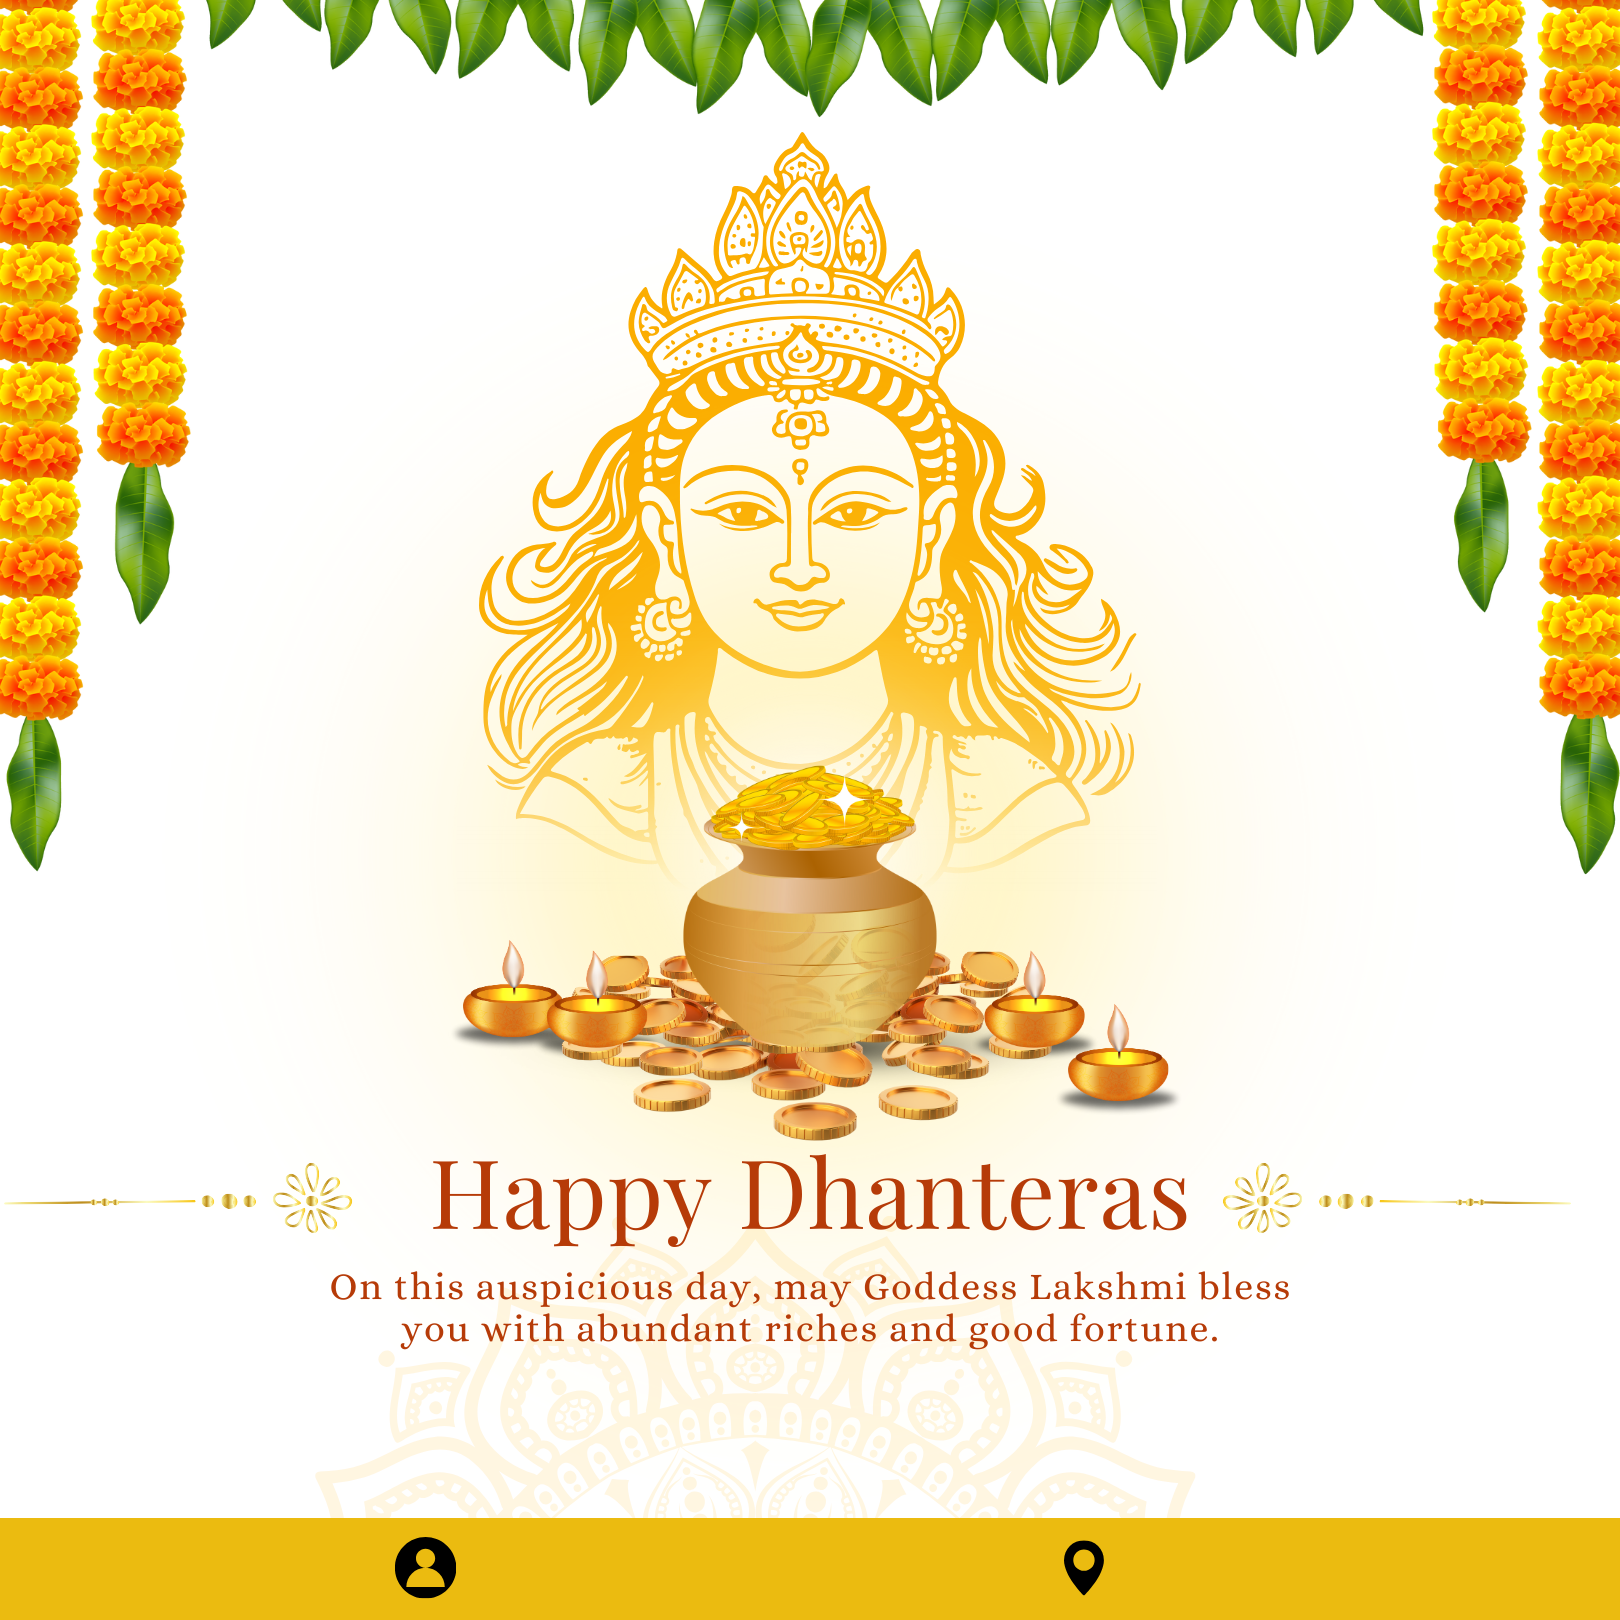 Happy Dhanteras
On this auspicious day, may Goddess Lakshmi bless
you with abundant riches and good fortune.